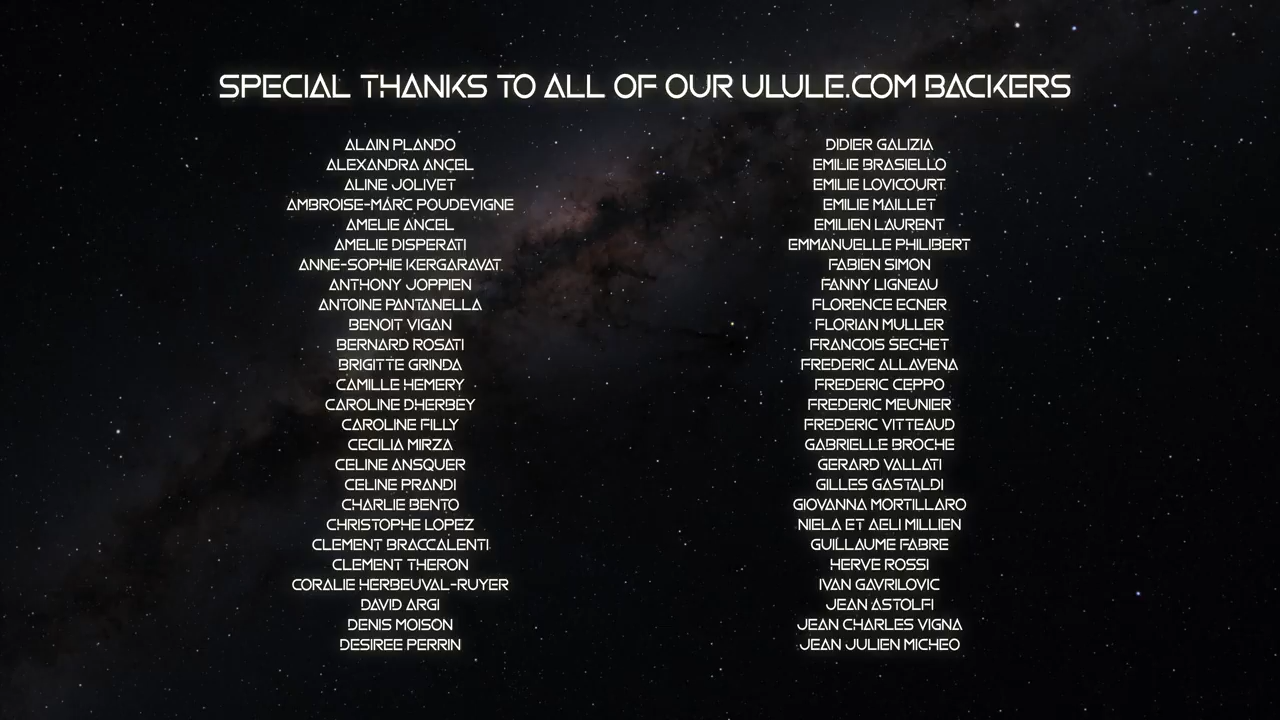 SPECIAL THANKS TO ALL OF OUR ULULE.COM BACKERS
ALAIN PLANDO
ALEXANDRA ANCEL
ALINE JOLIVET
AMBROISE-MARC POUDEVIGNE
AMELIE ANCEL
AMELIE DISPERATI
ANNE-SOPHIE KERGARAVAT
ANTHONY JOPPIEN
ANTOINE PANTANELLA
BENOIT VIGAN
BERNARD ROSATI
BRIGITTE GRINDA
CAMILLE HEMERY
CAROLINE DHERBEY
CAROLINE FILLY
CECILIA MIRZA
CELINE ANSQUER
CELINE PRANDI
CHARLIE BENTO
CHRISTOPHE LOPEZ
CLEMENT BRACCALENTI
CLEMENT THERON
CORALIE HERBEUVAL-RUYER
DAVID ARGI
DENIS MOISON
DESIREE PERRIN
DIDIER GALIZIA
EMILIE BRASIELLO
EMILIE LOVICOURT
EMILIE MAILLET
EMILIEN LAURENT
EMMANUELLE PHILIBERT
FABIEN SIMON
FANNY LIGNEAU
FLORENCE ECNER
FLORIAN MULLER
FRANCOIS SECHET
FREDERIC ALLAVENA
FREDERIC CEPPO
FREDERIC MEUNIER
FREDERIC VITTEAUD
GABRIELLE BROCHE
GERARD VALLATI
GILLES GASTALDI
GIOVANNA MORTILLARO
NIELA ET AELI MILLIEN
GUILLAUME FABRE
HERVE ROSSI
IVAN GAVRILOVIC
JEAN ASTOLFI
JEAN CHARLES VIGNA
JEAN JULIEN MICHEO